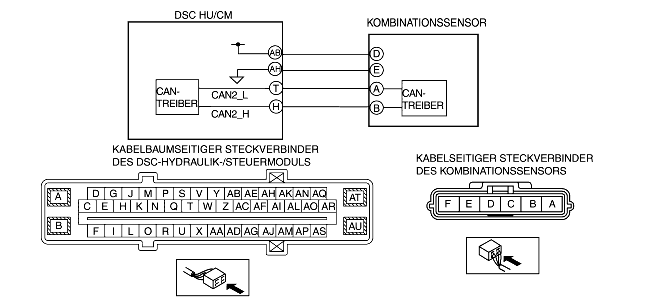 DSC HU/CM
KOMBINATIONSSENSOR
AB
D
AH
E
CAN-
TREIBER
T
CAN2_L
A
CAN-
TREIBER
H
CAN2_H
B
KABELBAUMSEITIGER STECKVERBINDER
DES DSC-HYDRAULIK-/STEUERMODULS
KABELSEITIGER STECKVERBINDER
DES KOMBINATIONSSENSORS
A D G J M P S V Y AB AE AH AK AN AQ AT
C E H K N Q T W Z AC AF AI AL AO AR
B F I L O R U X AA AD AG AJ AM AP AS AU
F E D C B A